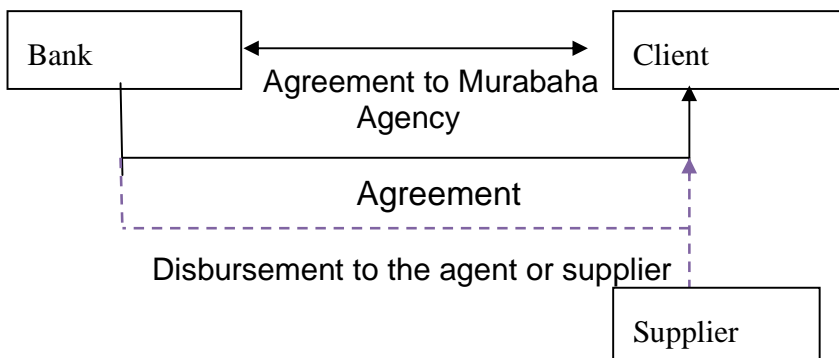 Bank
Client
Agreement to Murabaha
Agency
Agreement
Disbursement to the agent or supplier
Supplier